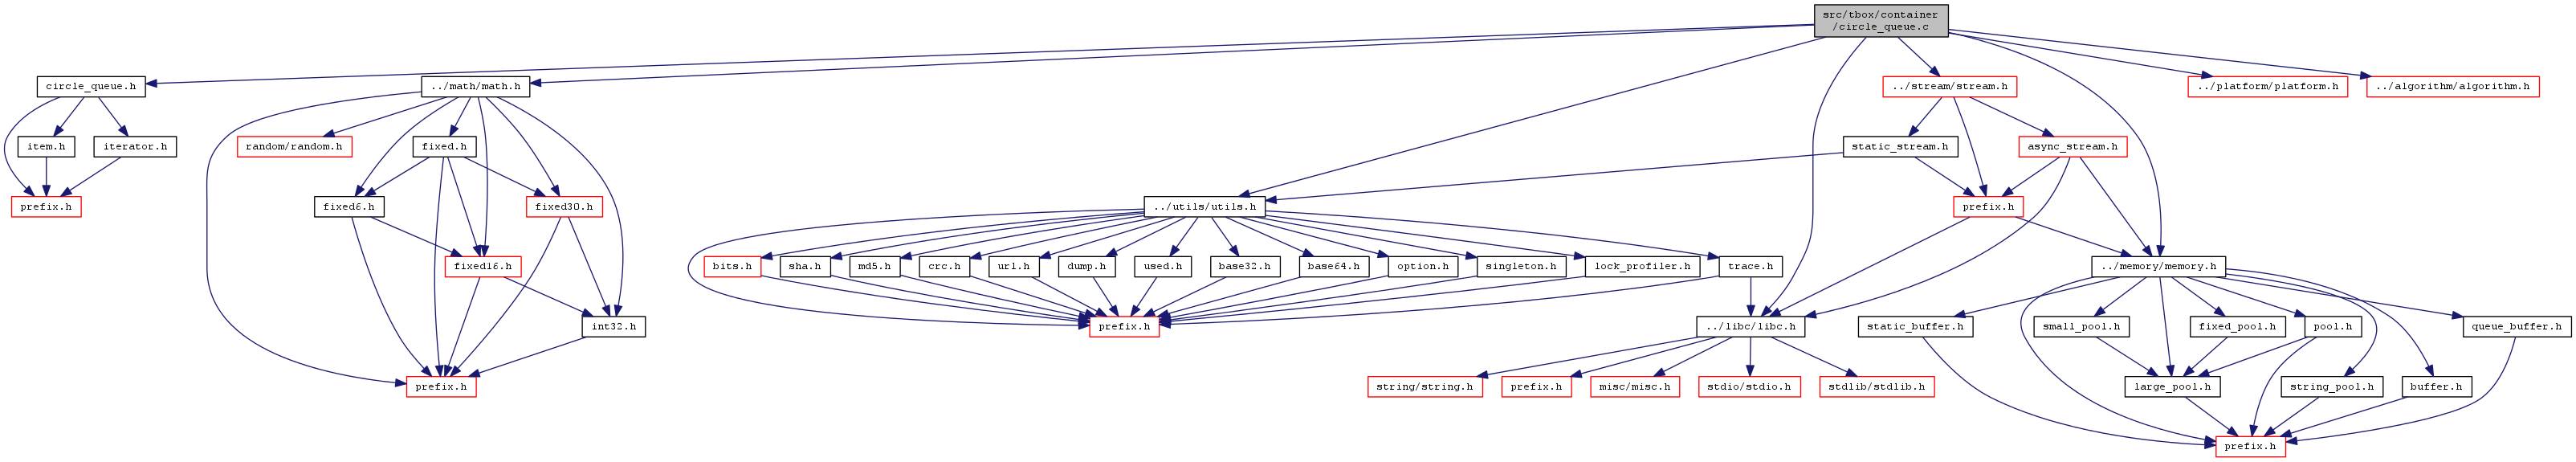 src/tbox/container
/circle_queue.c
circle_queue.h
../math/math.h
../stream/stream.h
../platform/platform.h
../algorithm/algorithm.h
item.h
iterator.h
random/random.h
fixed.h
static_stream.h
async_stream.h
prefix.h
fixed6.h
fixed30.h
../utils/utils.h
prefix.h
fixed16.h
bits.h
sha.h
md5.h
crc.h
url.h
dump.h
used.h
base32.h
base64.h
option.h
singleton.h
lock_profiler.h
trace.h
../memory/memory.h
int32.h
prefix.h
../libc/libc.h
static_buffer.h
small_pool.h
fixed_pool.h
pool.h
queue_buffer.h
prefix.h
string/string.h
prefix.h
misc/misc.h
stdio/stdio.h
stdlib/stdlib.h
large_pool.h
string_pool.h
buffer.h
prefix.h